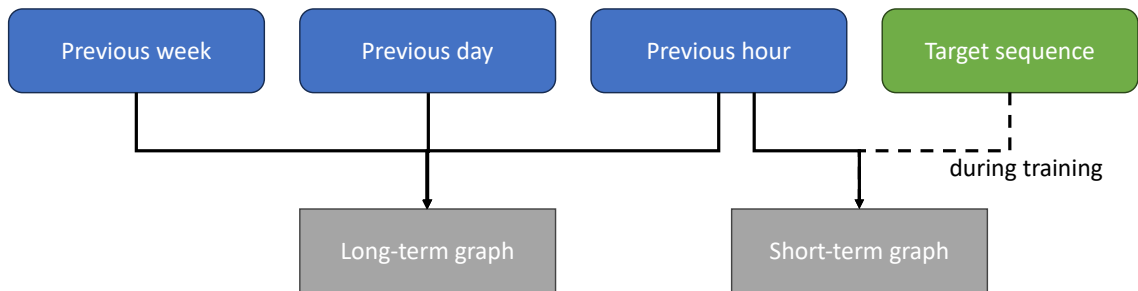 Previous week
Previous day
Previous hour
Target sequence
during training
Long-term graph
Short-term graph